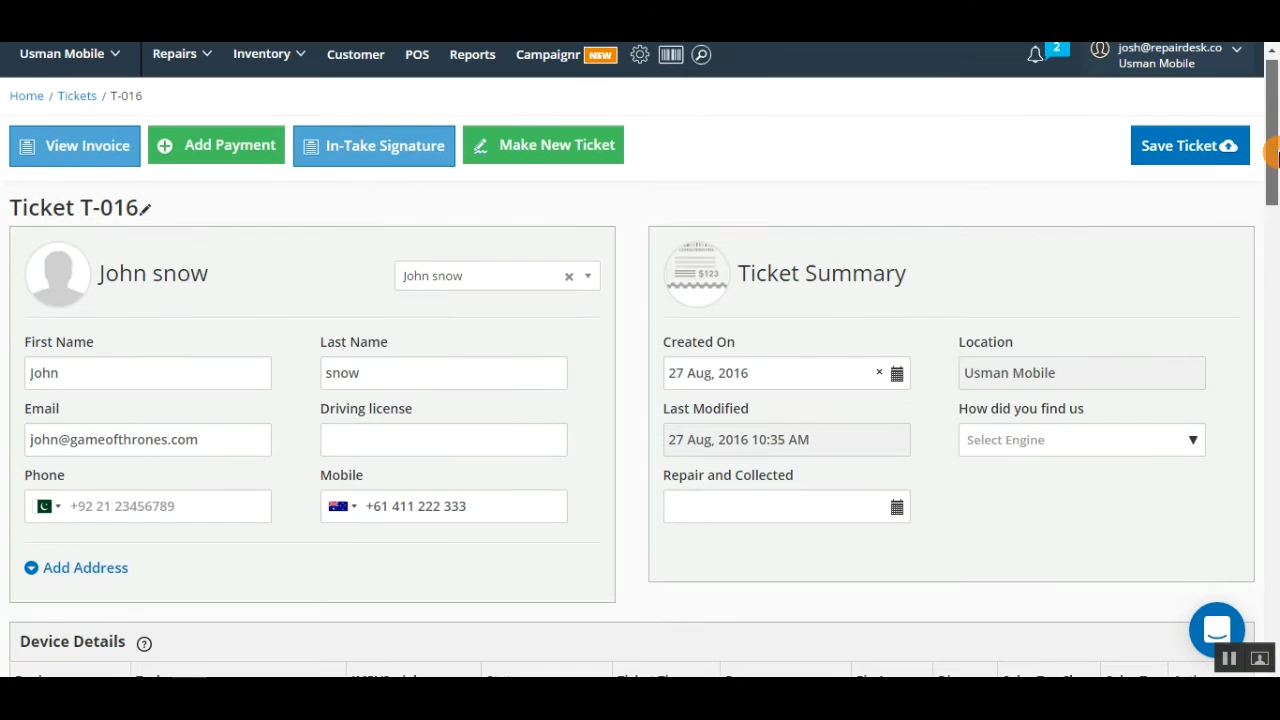 Usman Mobile Repairs Inventory Customer POS Reports Campaignr NEW 2 josh@repairdesk.co
Usman Mobile
Home / Tickets / T-016
View Invoice Add Payment In-Take Signature Make New Ticket Save Ticket
Ticket T-016
John snow John snow × $123 Ticket Summary
First Name Last Name Created On Location
John snow 27 Aug, 2016 × Usman Mobile
Email Driving license Last Modified How did you find us
john@gameofthrones.com 27 Aug, 2016 10:35 AM Select Engine
Phone Mobile Repair and Collected
+92 21 23456789 +61 411 222 333
Add Address
Device Details ?